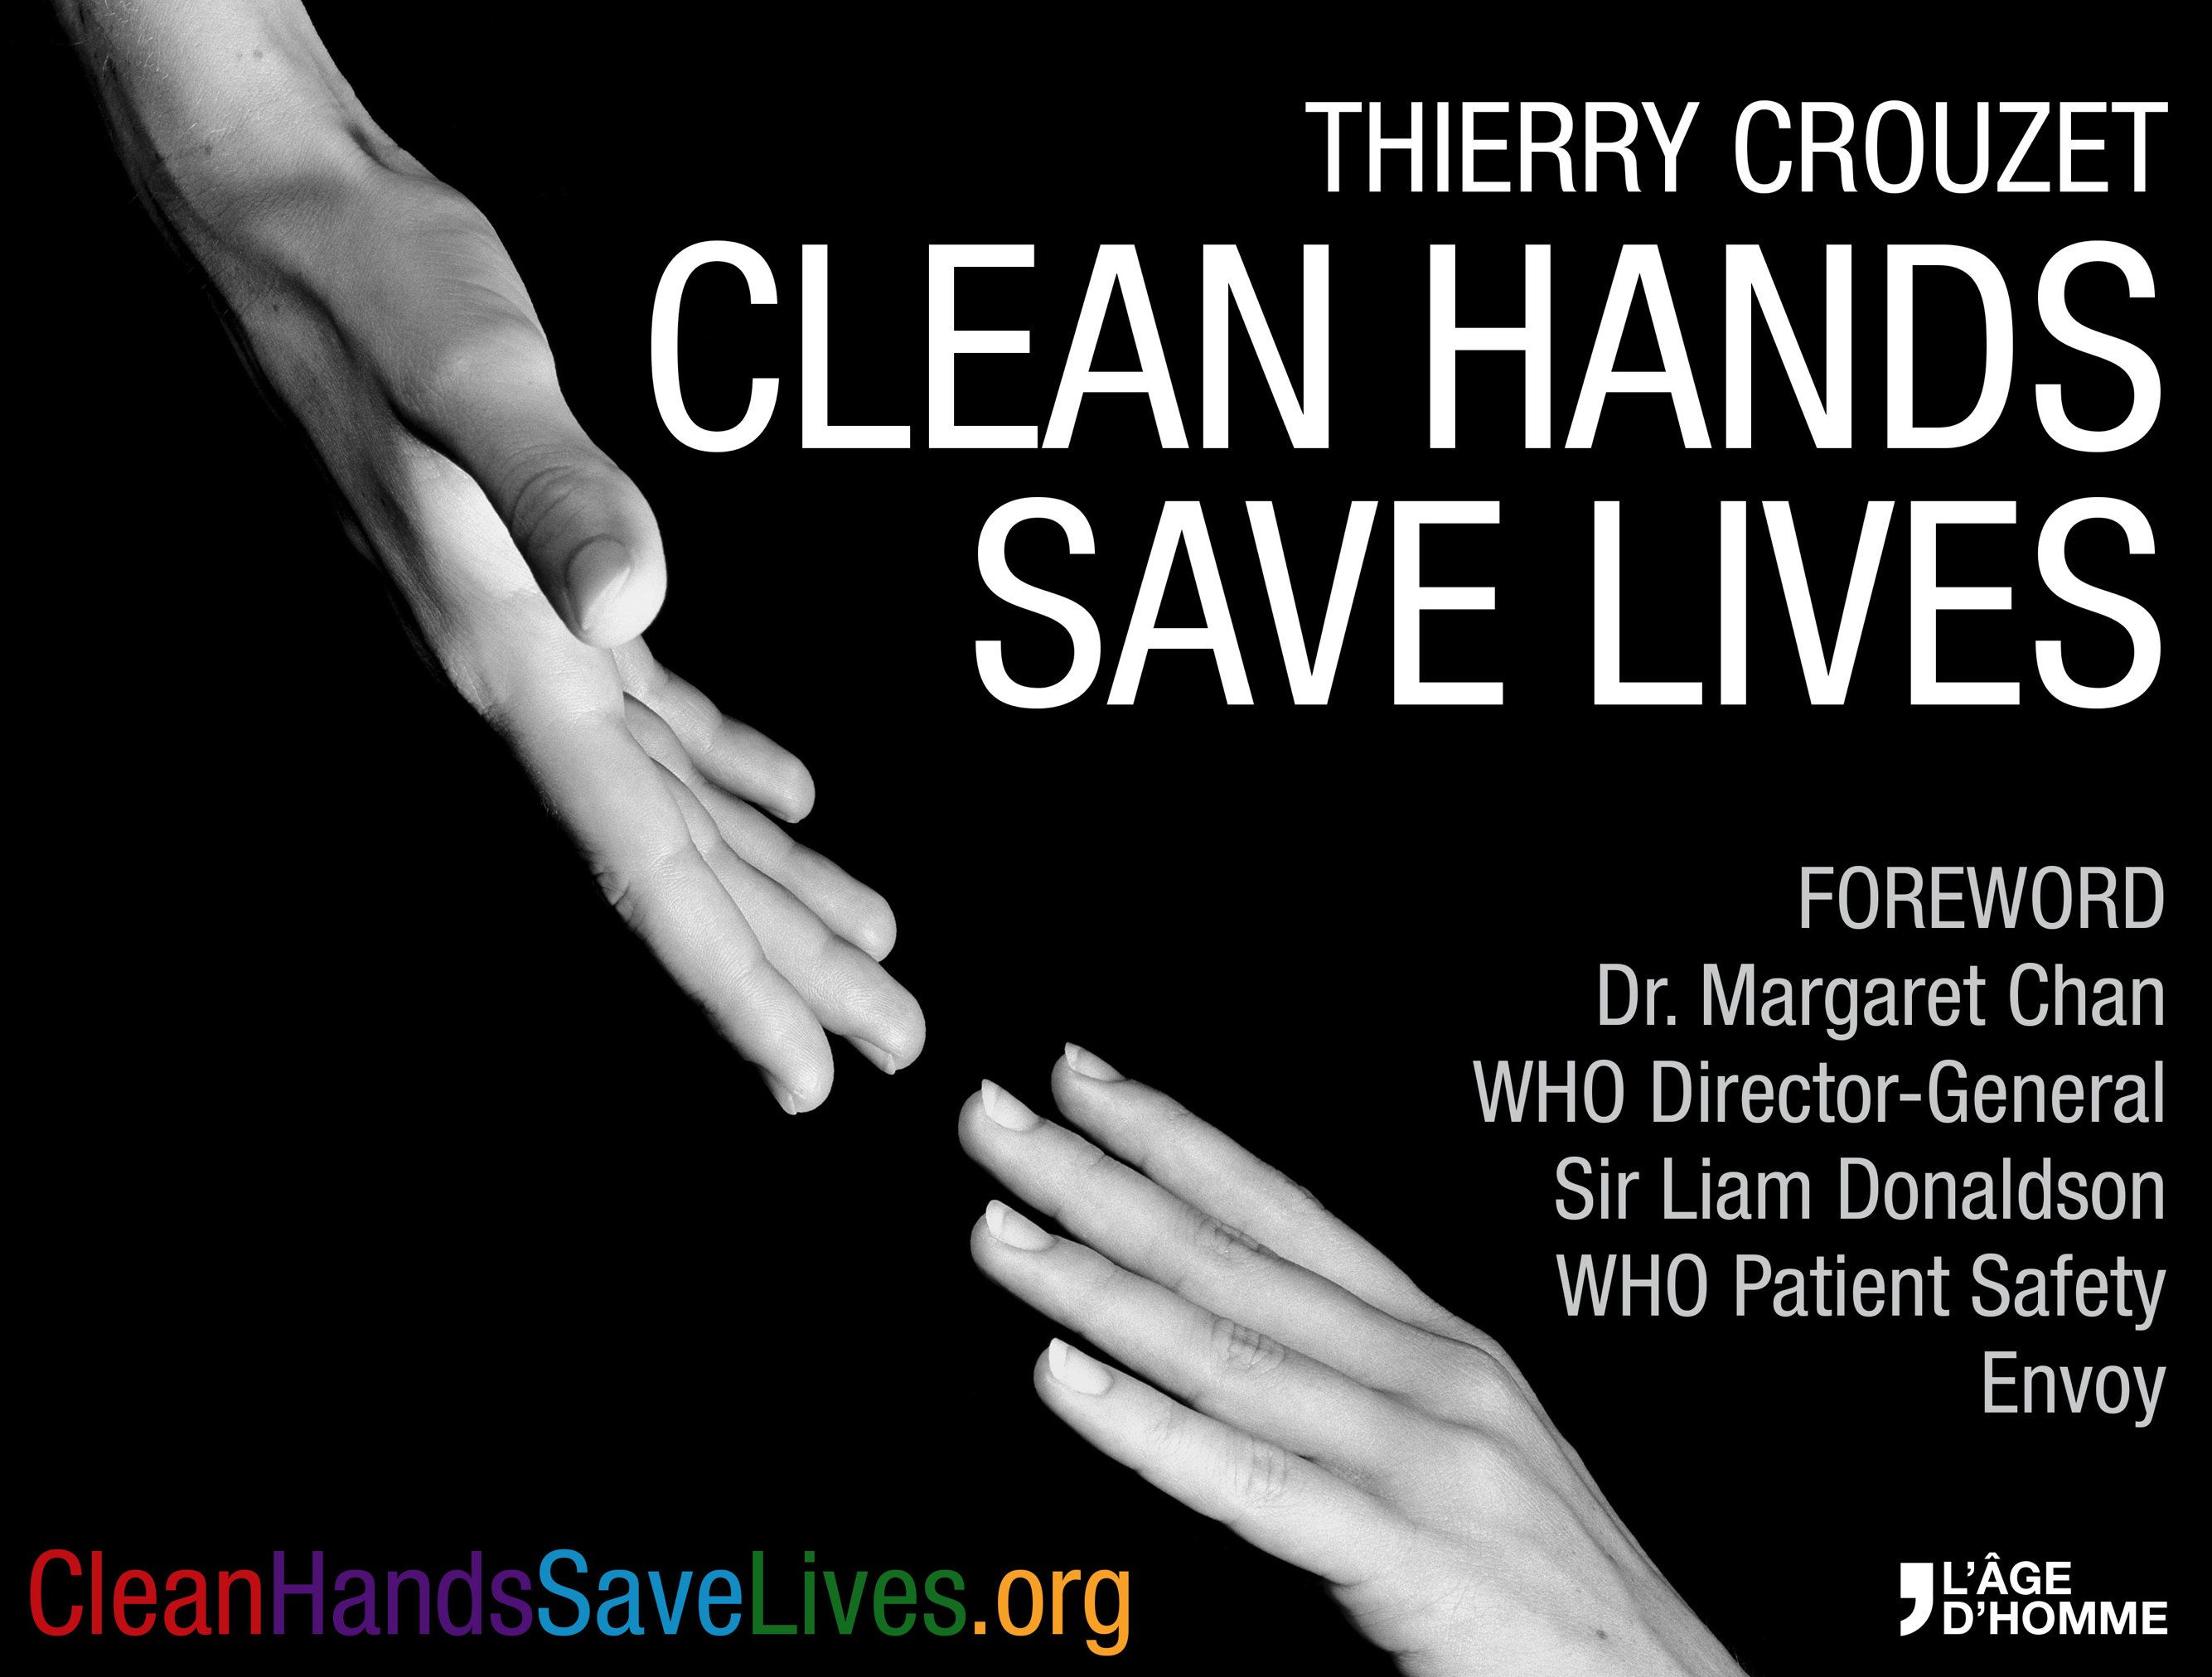 THIERRY CROUZET
CLEAN HANDS
SAVE LIVES
FOREWORD
Dr. Margaret Chan
WHO Director-General
Sir Liam Donaldson
WHO Patient Safety
Envoy
CleanHandsSaveLives.org
L'ÂGE
D'HOMME